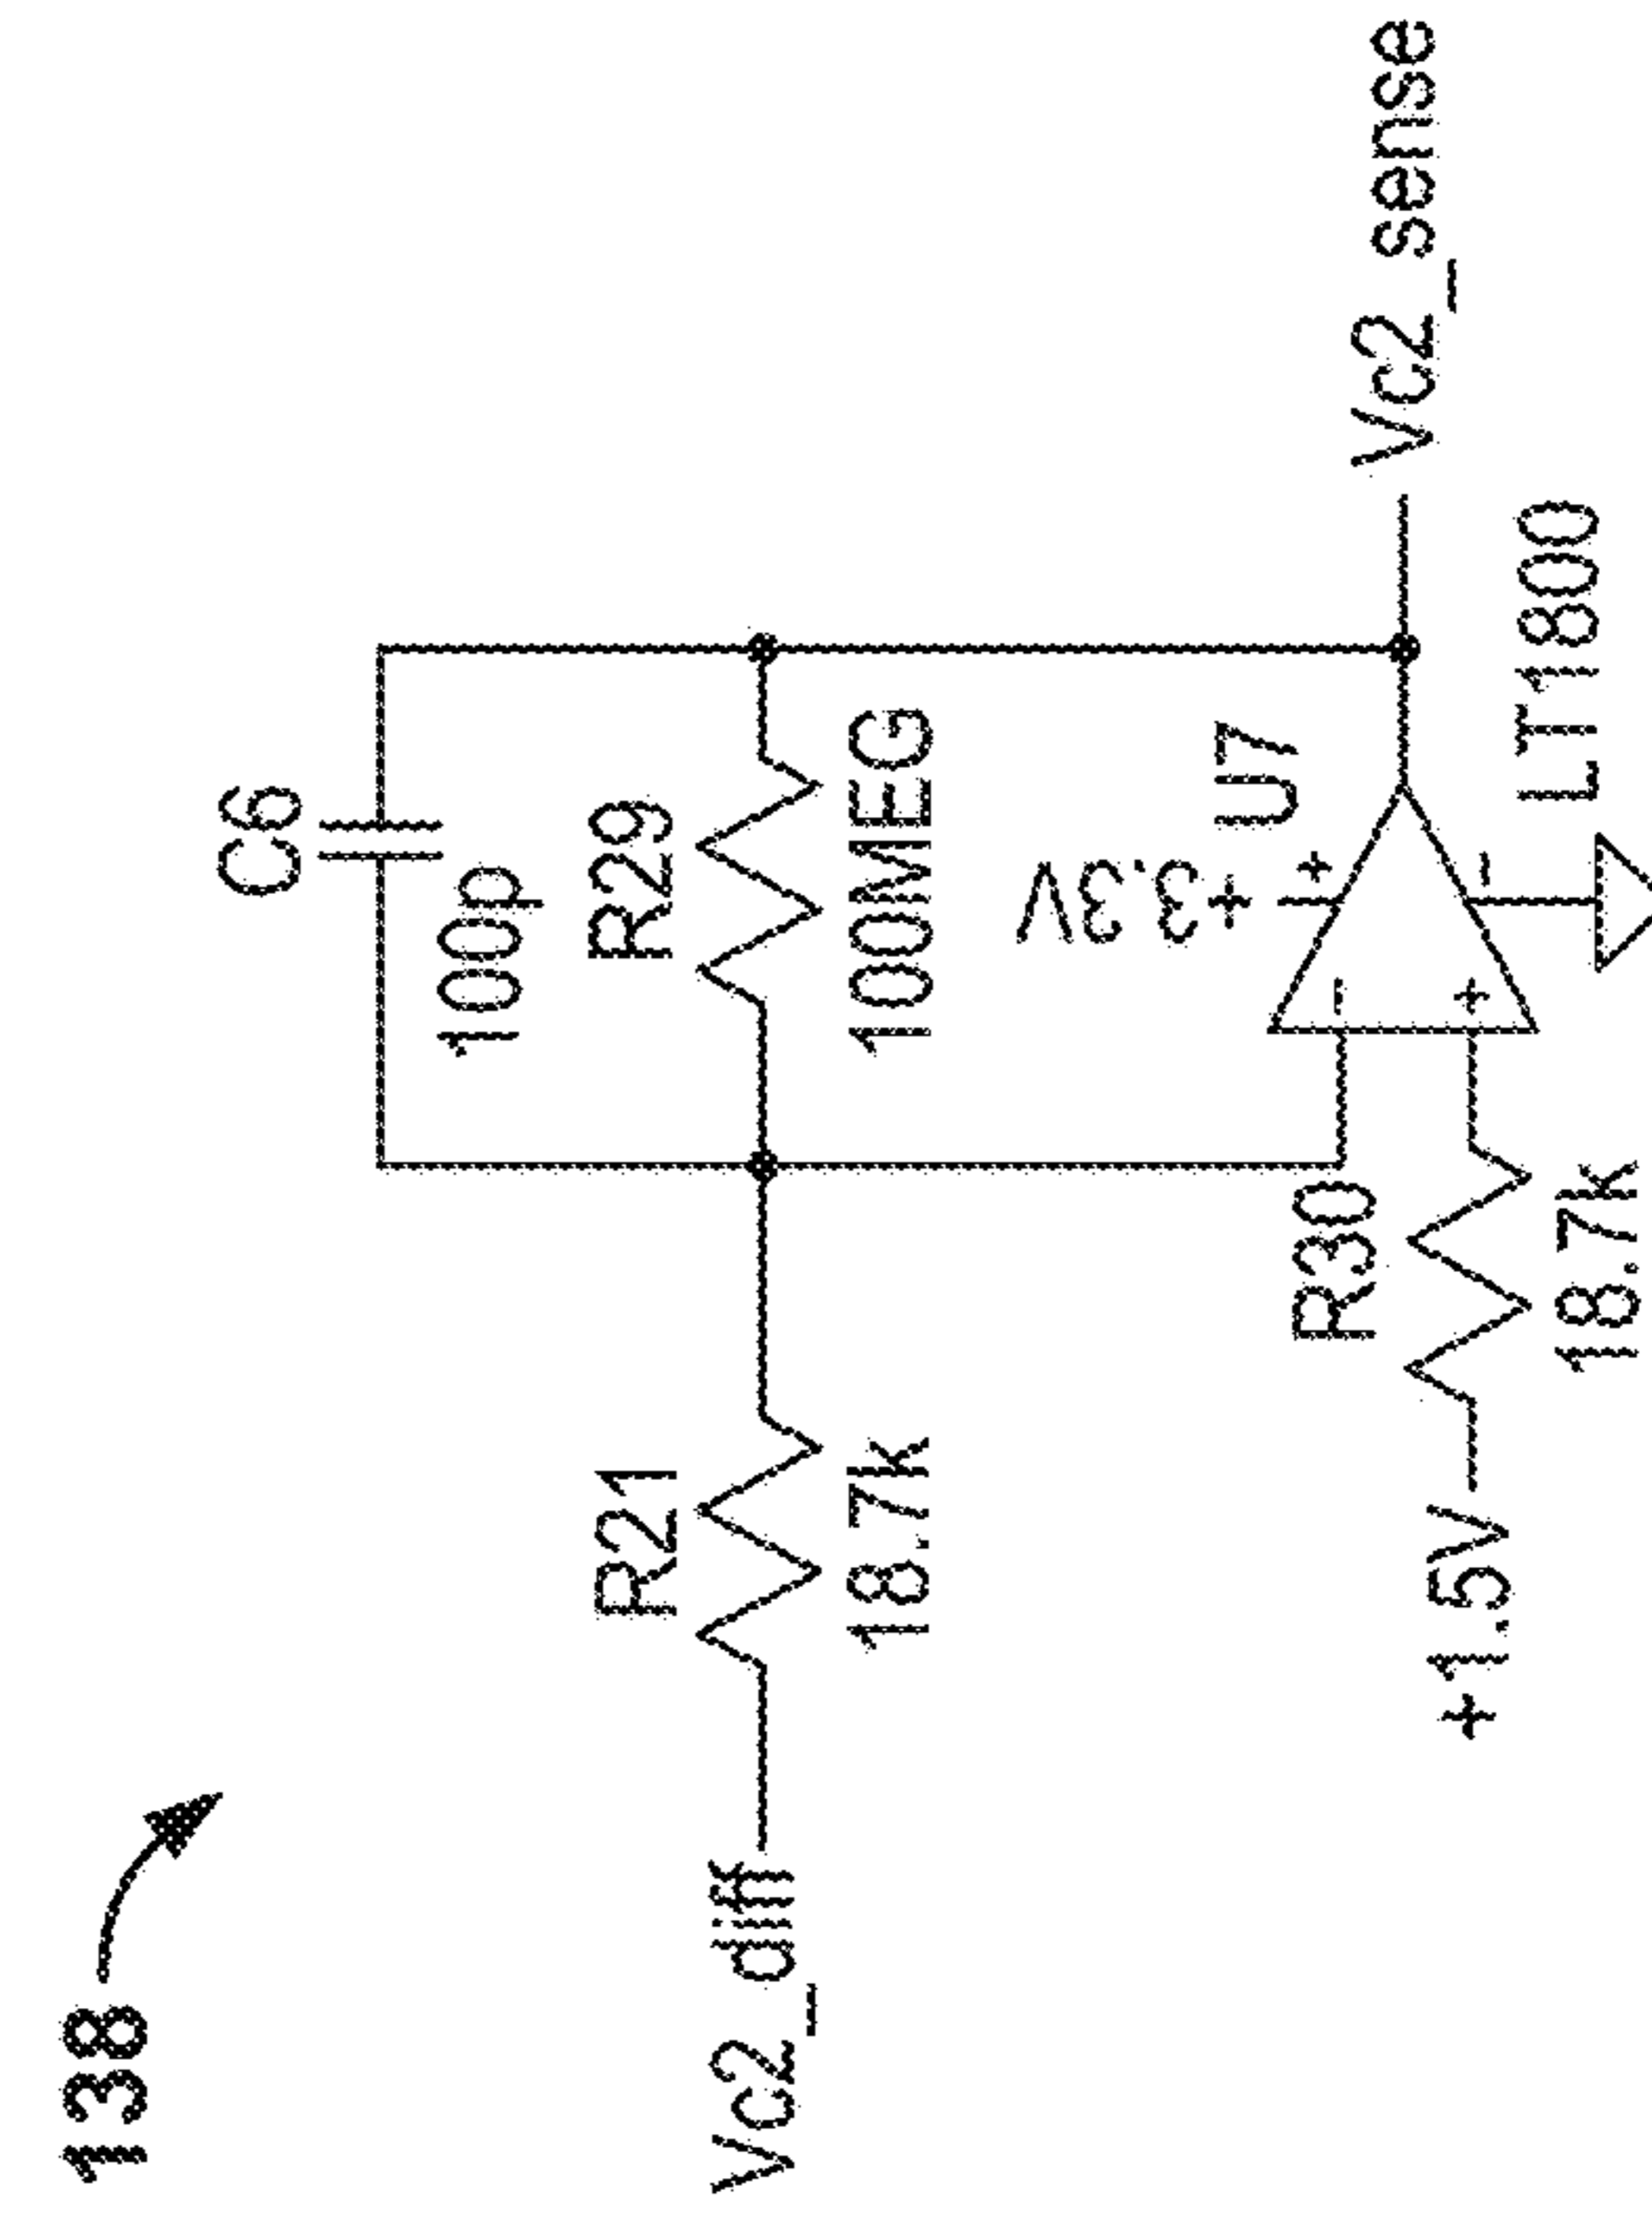 138
C6
100p
R29
100MEG
R21
18.7k
Vc2_diff
+3.3V
U7
Vc2_sense
LT1800
R30
18.7k
+1.5V